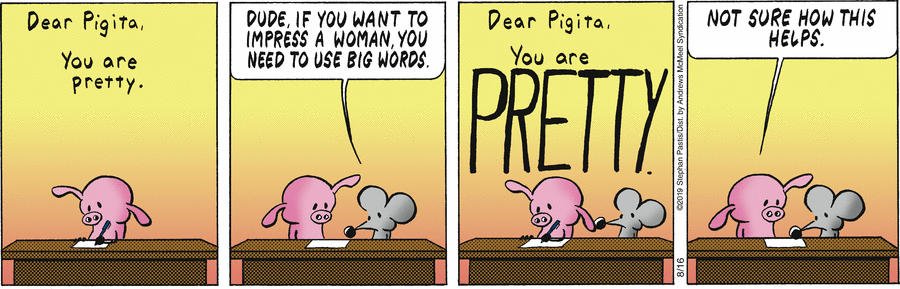 Dear Pigita,
You are
pretty.
DUDE, IF YOU WANT TO
IMPRESS A WOMAN, YOU
NEED TO USE BIG WORDS.
Dear Pigita,
You are
PRETTY.
©2019 Stephan Pastis/Dist. by Andrews McMeel Syndication
8/16
NOT SURE HOW THIS
HELPS.